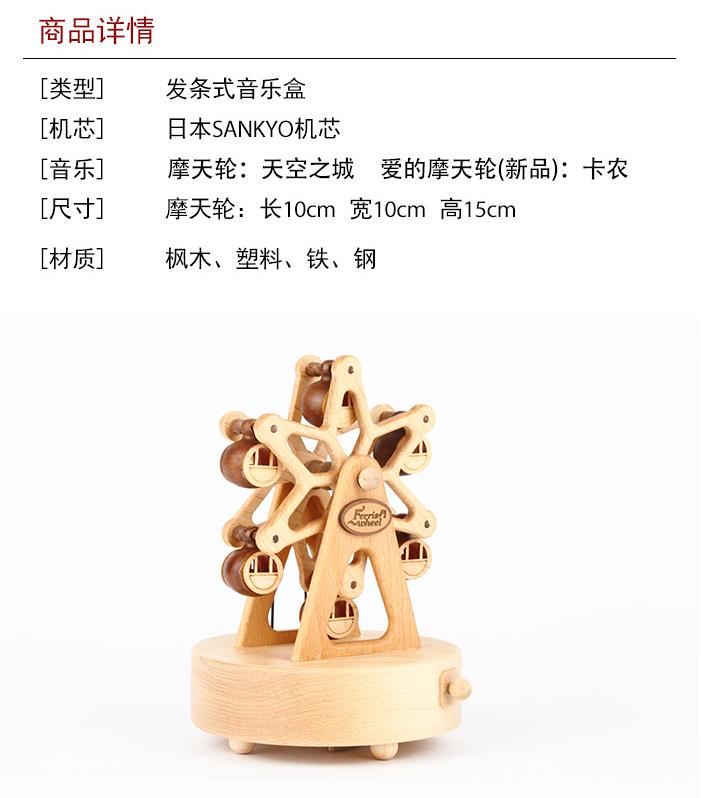 商品详情
[类型] 发条式音乐盒
[机芯] 日本SANKYO机芯
[音乐] 摩天轮：天空之城 爱的摩天轮(新品)：卡农
[尺寸] 摩天轮：长10cm 宽10cm 高15cm
[材质] 枫木、塑料、铁、钢
Ferris
wheel